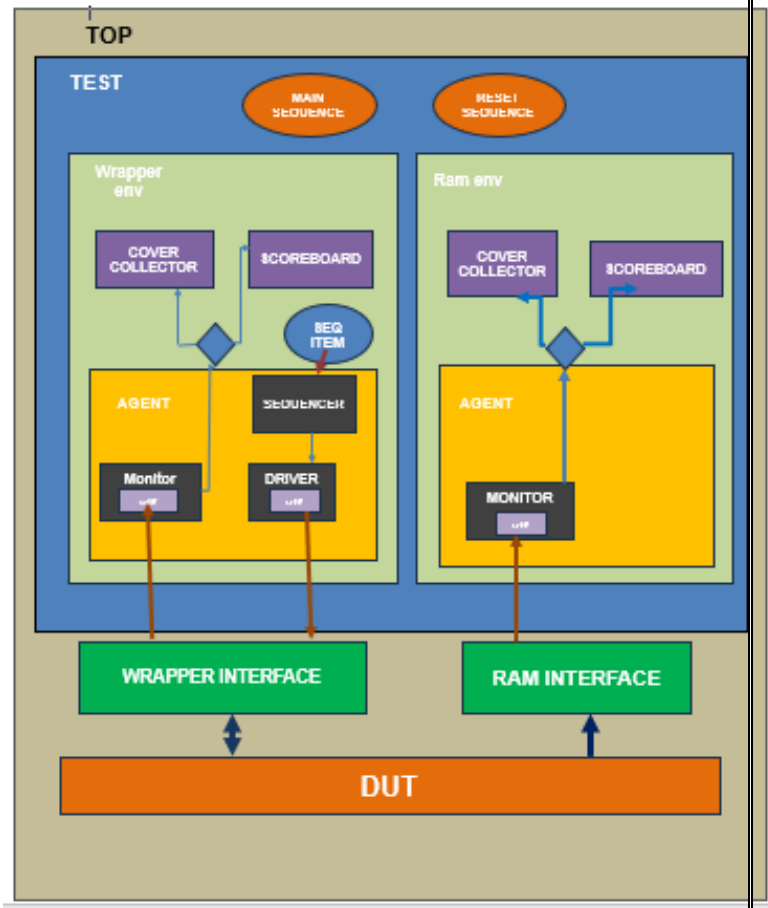 TOP
TEST
MAIN
SEQUENCE
RESET
SEQUENCE
Wrapper
env
Ram env
COVER
COLLECTOR
SCOREBOARD
COVER
COLLECTOR
SCOREBOARD
SEQ
ITEM
AGENT
SEQUENCER
AGENT
Monitor
DRIVER
MONITOR
WRAPPER INTERFACE
RAM INTERFACE
DUT